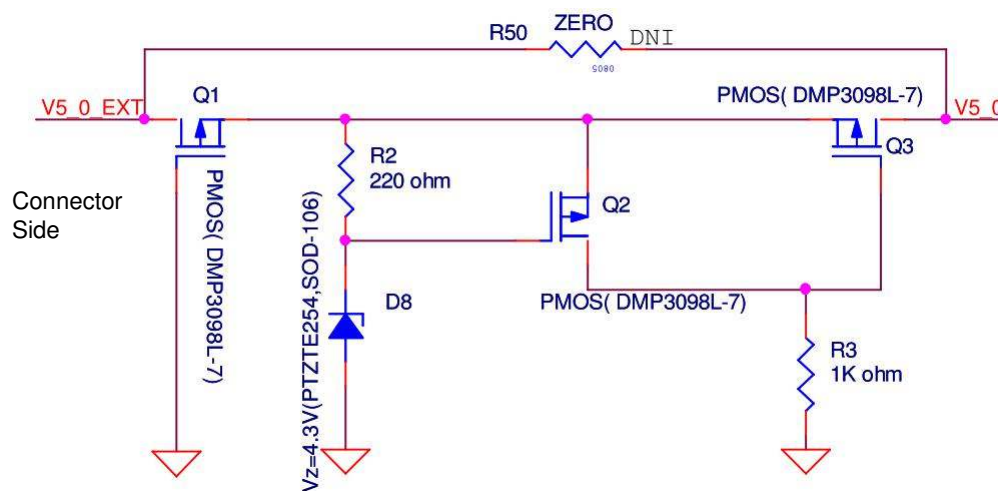 ZERO
R50
DNI
0805
V5_0_EXT
Q1
PMOS( DMP3098L-7)
V5_0
Q3
R2
220 ohm
Connector
Side
PMOS( DMP3098L-7)
Vz=4.3V(PTZTE254,SOD-106)
Q2
D8
PMOS( DMP3098L-7)
R3
1K ohm